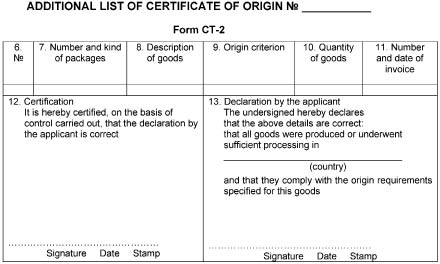 ADDITIONAL LIST OF CERTIFICATE OF ORIGIN № ____________
Form CT-2
6. №
7. Number and kind of packages
8. Description of goods
9. Origin criterion
10. Quantity of goods
11. Number and date of invoice
12. Certification
It is hereby certified, on the basis of
control carried out, that the declaration by
the applicant is correct
Signature Date Stamp
13. Declaration by the applicant
The undersigned hereby declares
that the above details are correct:
that all goods were produced or underwent
sufficient processing in
(country)
and that they comply with the origin requirements
specified for this goods
Signature Date Stamp